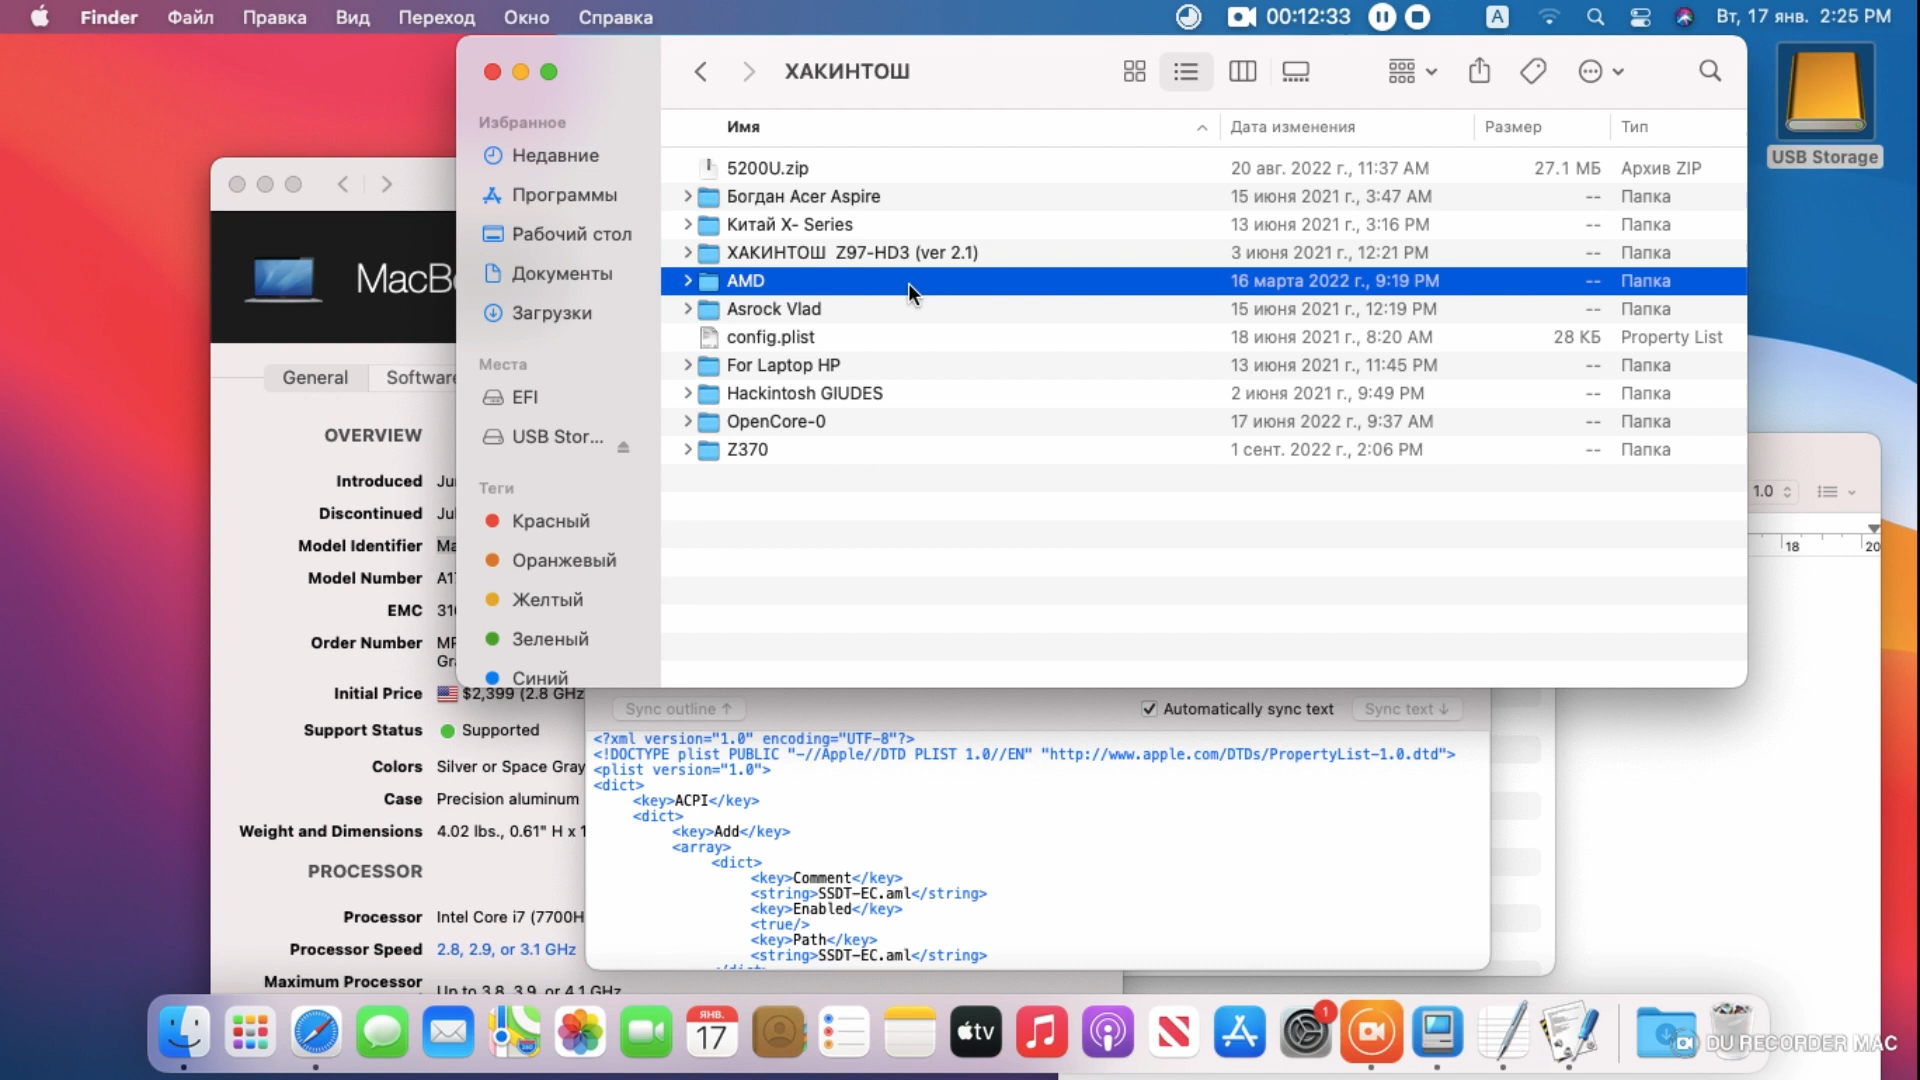 Finder Файл Правка Вид Переход Окно Справка 00:12:33 A Вт, 17 янв. 2:25 PM
ХАКИНТОШ
USB Storage
Избранное
Недавние
Программы
Рабочий стол
Документы
Загрузки
Места
EFI
USB Stor...
Теги
Красный
Оранжевый
Желтый
Зеленый
Синий
Имя Дата изменения Размер Тип
5200U.zip 20 авг. 2022 г., 11:37 AM 27.1 МБ Архив ZIP
Богдан Acer Aspire 15 июня 2021 г., 3:47 AM -- Папка
Китай X- Series 13 июня 2021 г., 3:16 PM -- Папка
ХАКИНТОШ Z97-HD3 (ver 2.1) 3 июня 2021 г., 12:21 PM -- Папка
AMD 16 марта 2022 г., 9:19 PM -- Папка
Asrock Vlad 15 июня 2021 г., 12:19 PM -- Папка
config.plist 18 июня 2021 г., 8:20 AM 28 КБ Property List
For Laptop HP 13 июня 2021 г., 11:45 PM -- Папка
Hackintosh GIUDES 2 июня 2021 г., 9:49 PM -- Папка
OpenCore-0 17 июня 2022 г., 9:37 AM -- Папка
Z370 1 сент. 2022 г., 2:06 PM -- Папка
General
OVERVIEW
Introduced
Discontinued
Model Identifier
Model Number
EMC
Order Number
Initial Price $2,399 (2.8 GHz
Support Status Supported
Colors Silver or Space Gray
Case Precision aluminum
Weight and Dimensions 4.02 lbs., 0.61" H x
PROCESSOR
Processor Intel Core i7
Processor Speed 2.8, 2.9, or 3.1 GHz
Maximum Processor Up to 3.8, 3.9, or 4.1 GHz
1.0
18 20
Sync outline ↑ Automatically sync text Sync text ↓
<?xml version="1.0" encoding="UTF-8"?>
<!DOCTYPE plist PUBLIC "-//Apple//DTD PLIST 1.0//EN" "http://www.apple.com/DTDs/PropertyList-1.0.dtd">
<plist version="1.0">
<dict>
<key>ACPI</key>
<dict>
<key>Add</key>
<array>
<dict>
<key>Comment</key>
<string>SSDT-EC.aml</string>
<key>Enabled</key>
<true/>
<key>Path</key>
<string>SSDT-EC.aml</string>
ЯНВ.
17
tv
1
DU RECORDER MAC